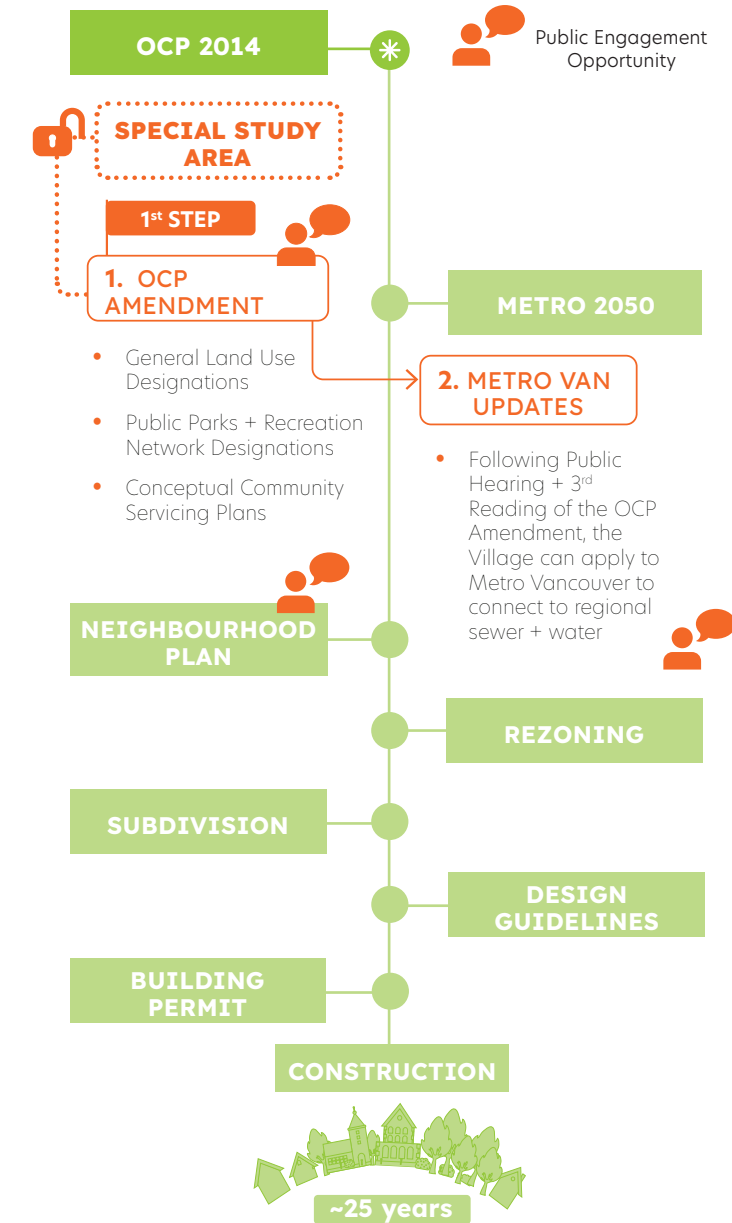 OCP 2014
Public Engagement
Opportunity
SPECIAL STUDY
AREA
1st STEP
1. OCP
AMENDMENT
• General Land Use
Designations
• Public Parks + Recreation
Network Designations
• Conceptual Community
Servicing Plans
METRO 2050
2. METRO VAN
UPDATES
• Following Public
Hearing + 3rd
Reading of the OCP
Amendment, the
Village can apply to
Metro Vancouver to
connect to regional
sewer + water
NEIGHBOURHOOD
PLAN
REZONING
SUBDIVISION
DESIGN
GUIDELINES
BUILDING
PERMIT
CONSTRUCTION
~25 years